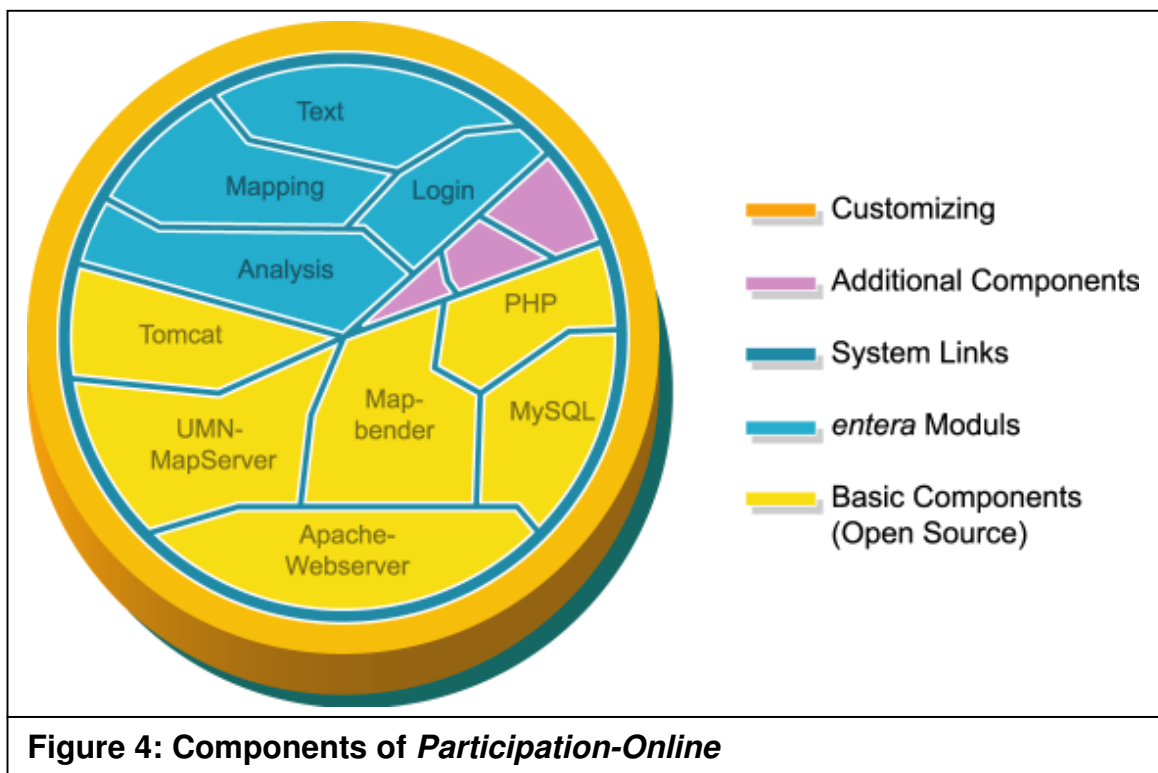 Text
Mapping
Login
Analysis
Tomcat
PHP
UMN-
MapServer
Map-
bender
MySQL
Apache-
Webserver
Customizing
Additional Components
System Links
entera Moduls
Basic Components
(Open Source)
Figure 4: Components of Participation-Online